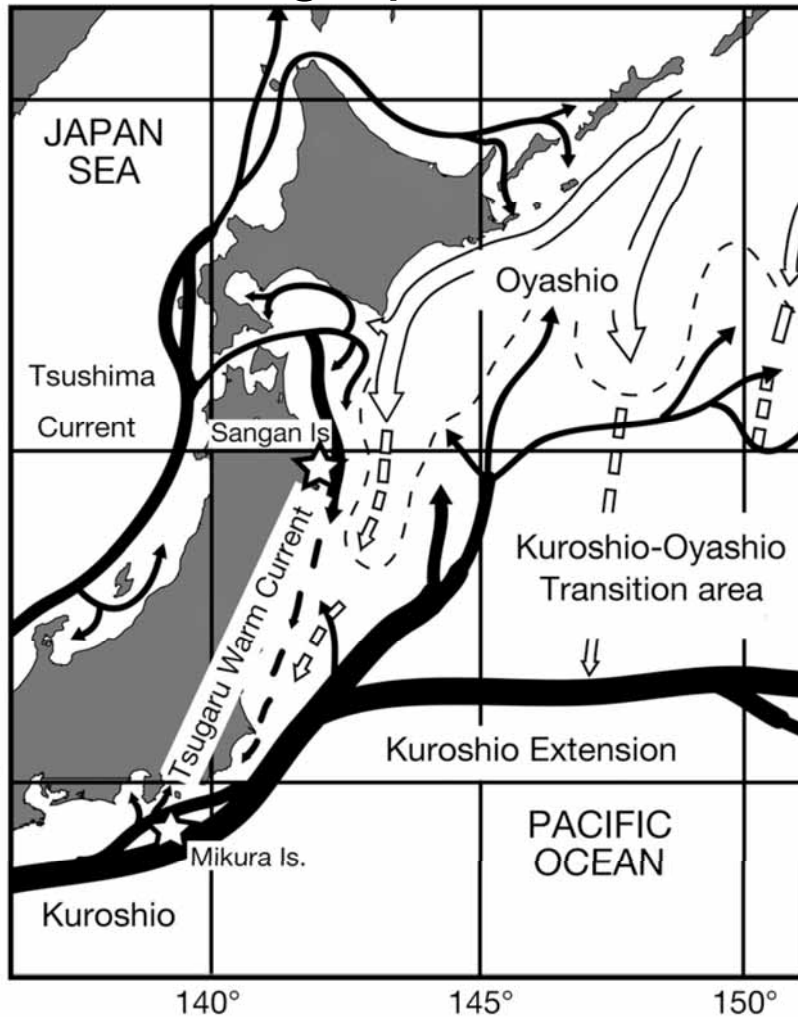 JAPAN
SEA
Oyashio
Tsushima
Current
Sangan Is
Tsugaru Warm Current
Kuroshio-Oyashio
Transition area
Kuroshio Extension
PACIFIC
OCEAN
Mikura Is.
Kuroshio
140° 145° 150°